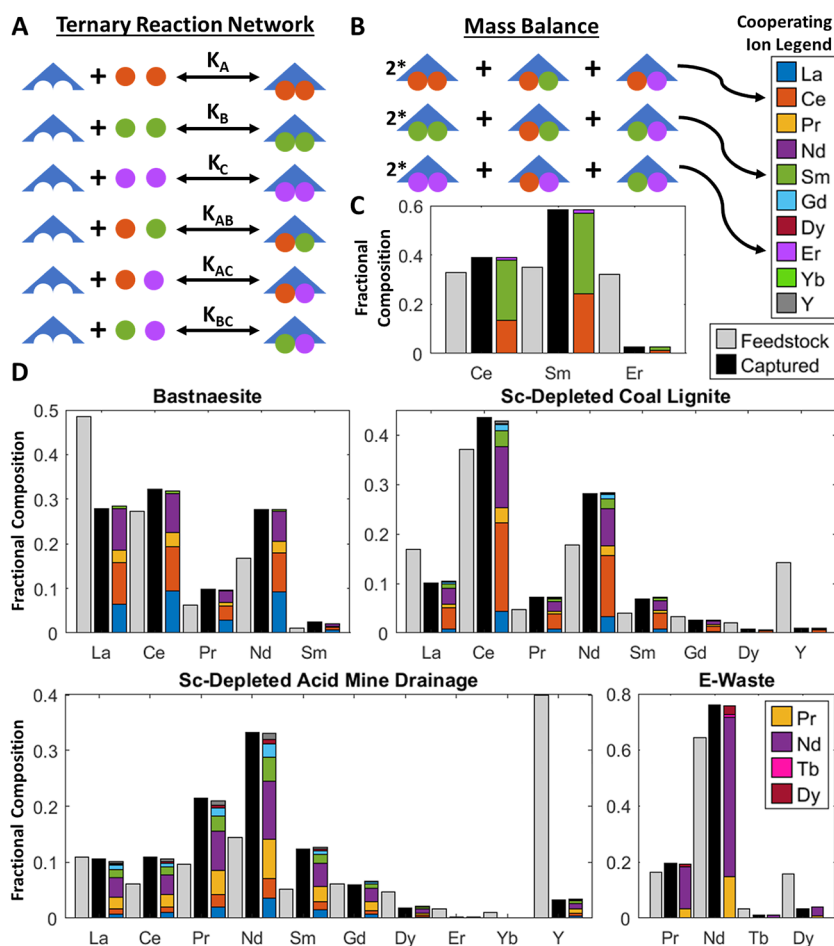 A Ternary Reaction Network
+ K_A
+ K_B
+ K_C
+ K_AB
+ K_AC
+ K_BC
B Mass Balance
2* + +
2* + +
2* + +
Cooperating
Ion Legend
La
Ce
Pr
Nd
Sm
Gd
Dy
Er
Yb
Y
C
Fractional
Composition
0.6
0.4
0.2
0
Ce Sm Er
Feedstock
Captured
D
Bastnaesite
Fractional Composition
0.5
0.4
0.3
0.2
0.1
0
La Ce Pr Nd Sm
Sc-Depleted Coal Lignite
Fractional Composition
0.4
0.3
0.2
0.1
0
La Ce Pr Nd Sm Gd Dy Y
Sc-Depleted Acid Mine Drainage
Fractional Composition
0.4
0.3
0.2
0.1
0
La Ce Pr Nd Sm Gd Dy Er Yb Y
E-Waste
0.8
0.6
0.4
0.2
0
Pr Nd Tb Dy
Pr
Nd
Tb
Dy